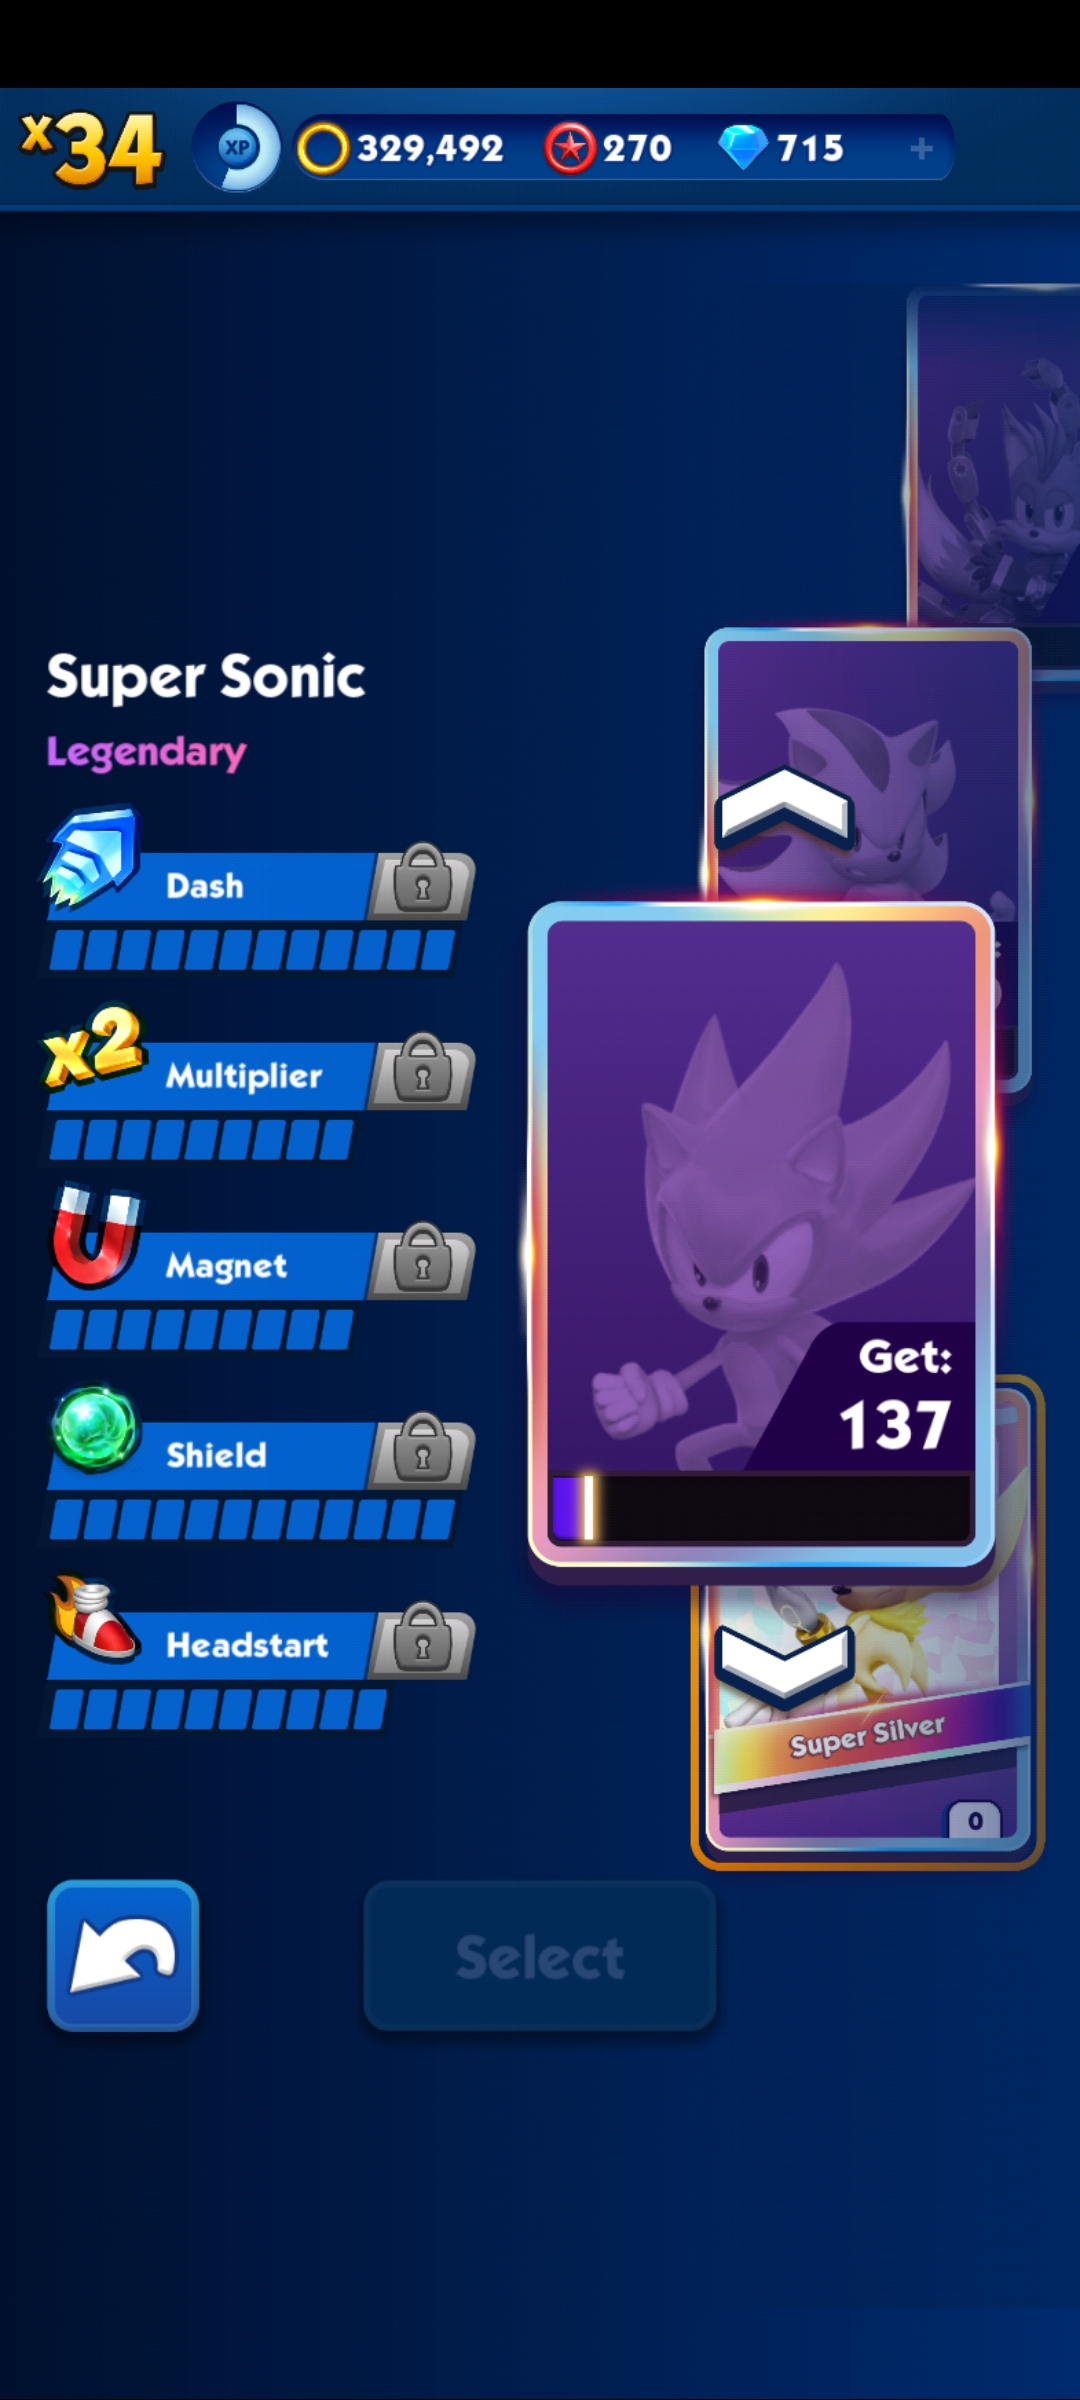 x34 XP 329,492 270 715 +
Super Sonic
Legendary
Dash
x2
Multiplier
Magnet
Get:
137
Shield
Headstart
Super Silver
0
Select